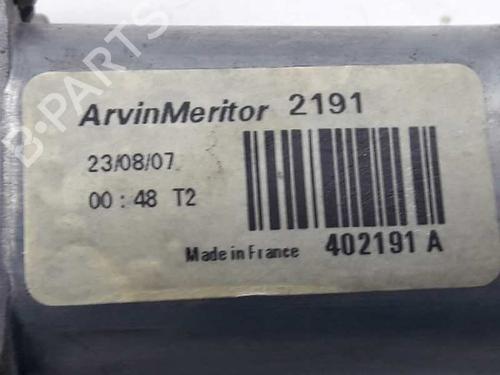 B-PARTS
ArvinMeritor 2191
23/08/07
00 : 48 T2
Made in France 402191 A